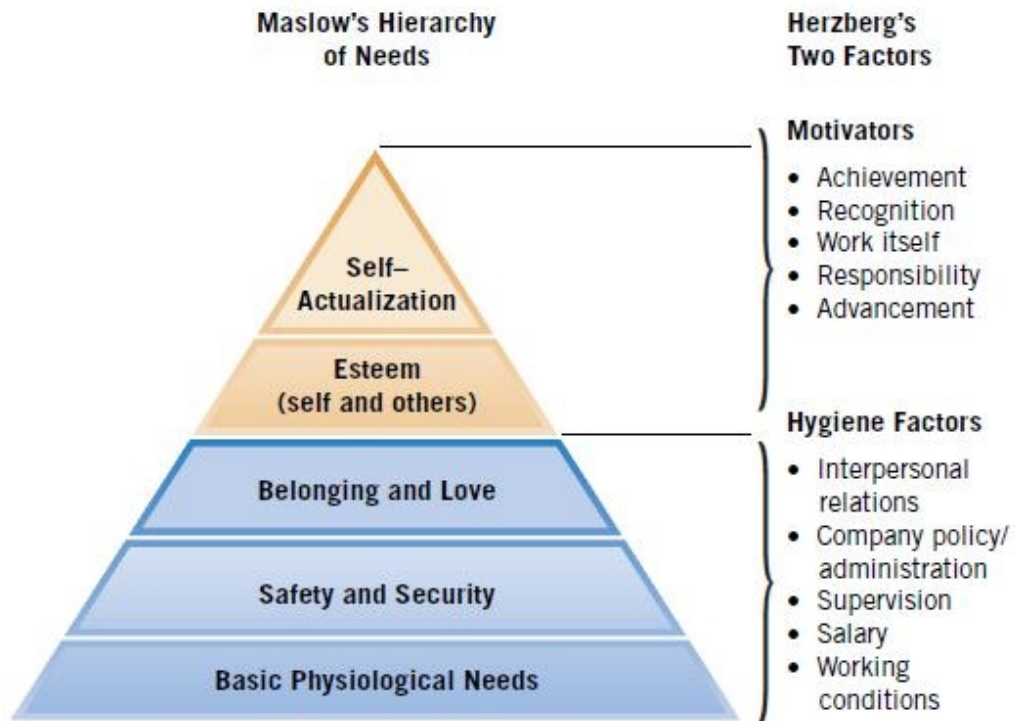 Maslow's Hierarchy
of Needs
Self–
Actualization
Esteem
(self and others)
Belonging and Love
Safety and Security
Basic Physiological Needs
Herzberg's
Two Factors
Motivators
• Achievement
• Recognition
• Work itself
• Responsibility
• Advancement
Hygiene Factors
• Interpersonal
relations
• Company policy/
administration
• Supervision
• Salary
• Working
conditions